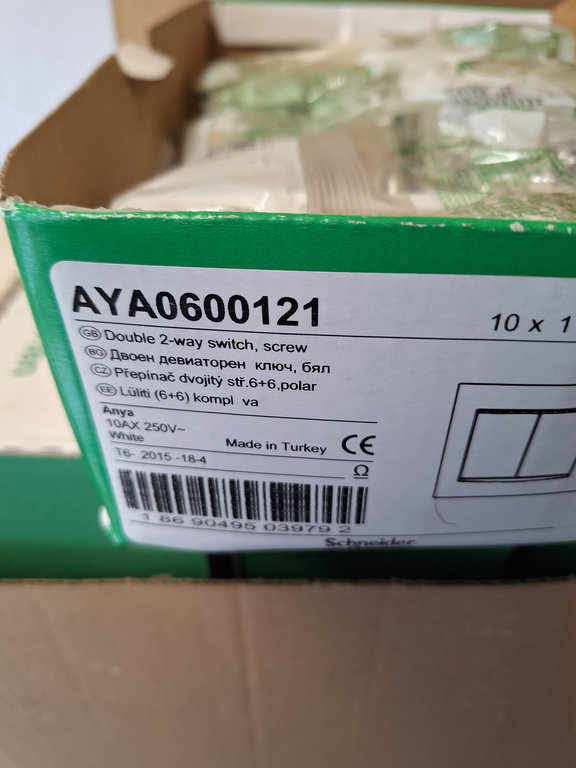 AYA0600121
10 x 1
GB Double 2-way switch, screw
BG Двоен девиаторен ключ, бял
CZ Přepínač dvojitý stř.6+6,polar
EE Lüliti (6+6) kompl va
Anya
10AX 250V~
White
Made in Turkey CE
T6- 2015 -18-4
Ω
1 86 90495 03979 2
Schneider